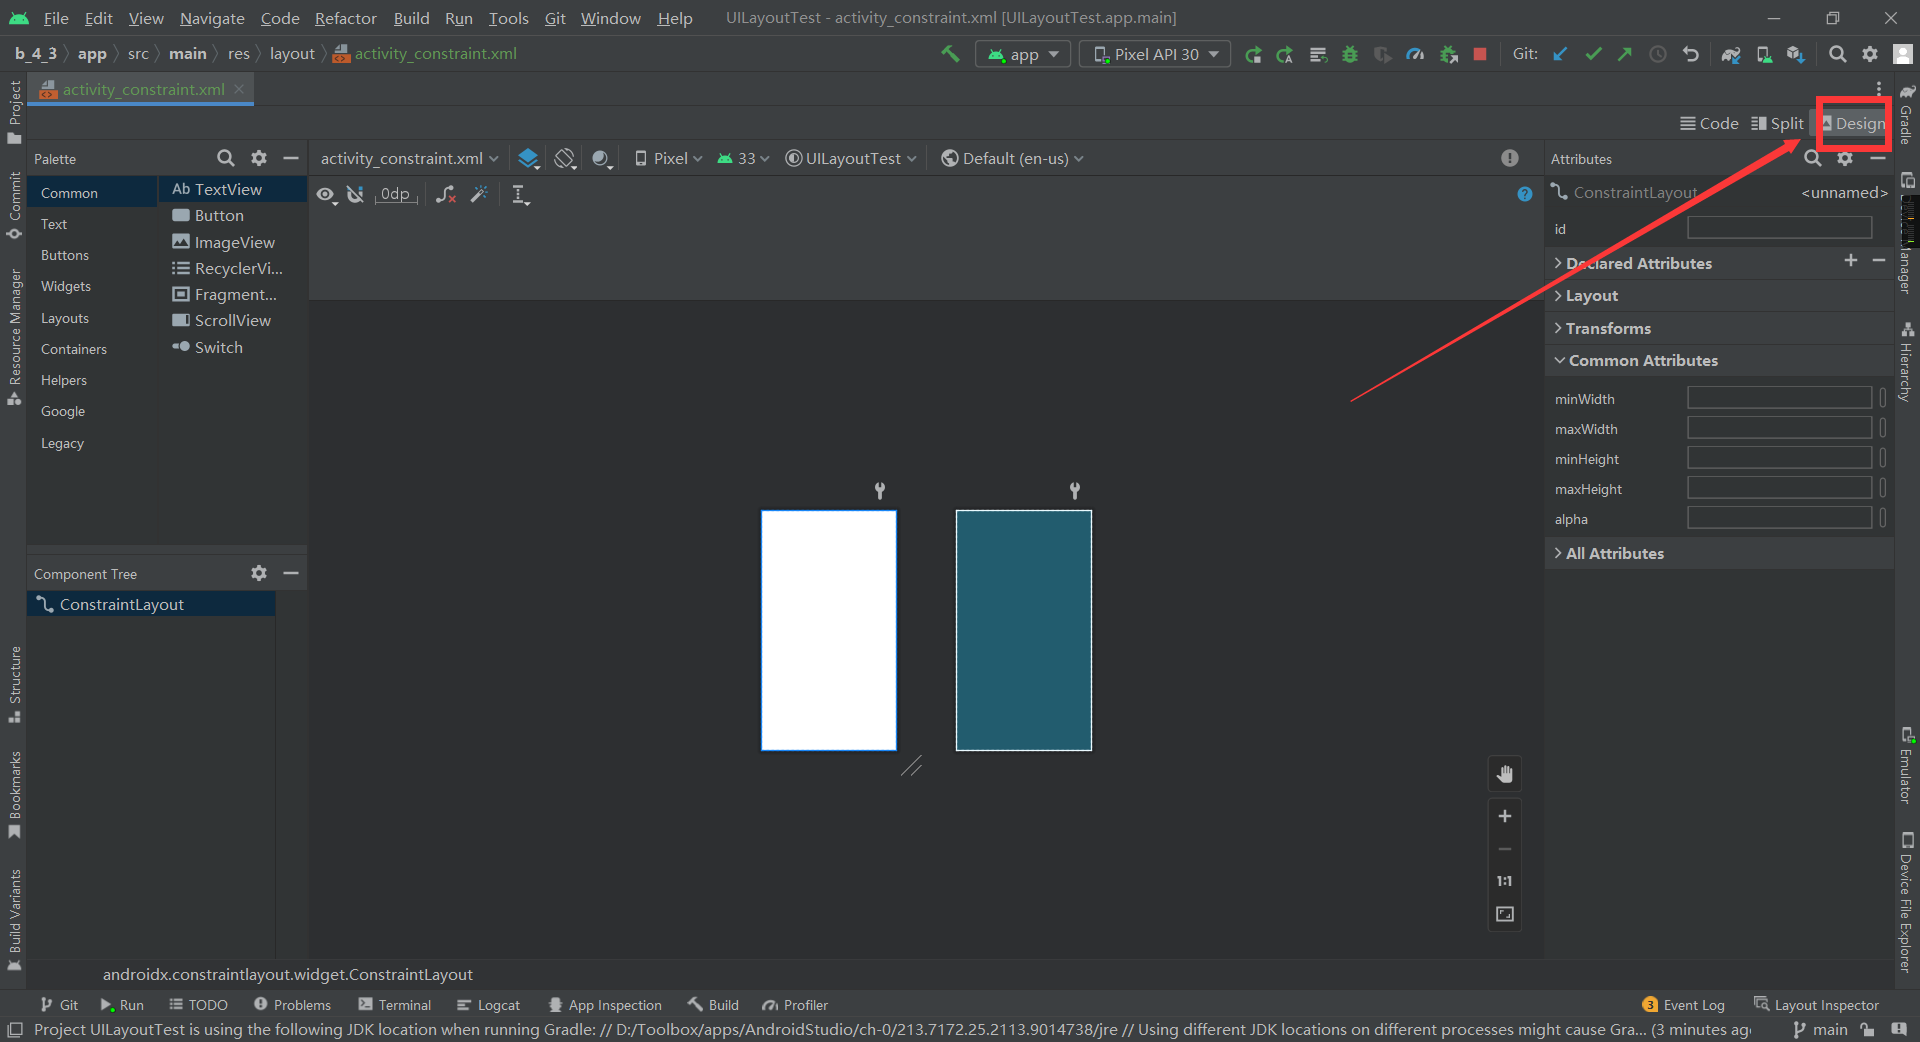 File Edit View Navigate Code Refactor Build Run Tools Git Window Help UILayoutTest - activity_constraint.xml [UILayoutTest.app.main]
b_4_3 app src main res layout activity_constraint.xml app Pixel API 30 Git:
activity_constraint.xml
Code Split Design
Palette
activity_constraint.xml Pixel 33 UILayoutTest Default (en-us)
Attributes
Common
Text
Buttons
Widgets
Layouts
Containers
Helpers
Google
Legacy
Ab TextView
Button
ImageView
RecyclerVi...
Fragment...
ScrollView
Switch
0dp
ConstraintLayout <unnamed>
id
Declared Attributes
Layout
Transforms
Common Attributes
minWidth
maxWidth
minHeight
maxHeight
alpha
All Attributes
Component Tree
ConstraintLayout
1:1
Project
Commit
Resource Manager
Structure
Bookmarks
Build Variants
Gradle
Manager
Hierarchy
Emulator
Device File Explorer
androidx.constraintlayout.widget.ConstraintLayout
Git Run TODO Problems Terminal Logcat App Inspection Build Profiler 3 Event Log Layout Inspector
Project UILayoutTest is using the following JDK location when running Gradle: // D:/Toolbox/apps/AndroidStudio/ch-0/213.7172.25.2113.9014738/jre // Using different JDK locations on different processes might cause Gra... (3 minutes ago main